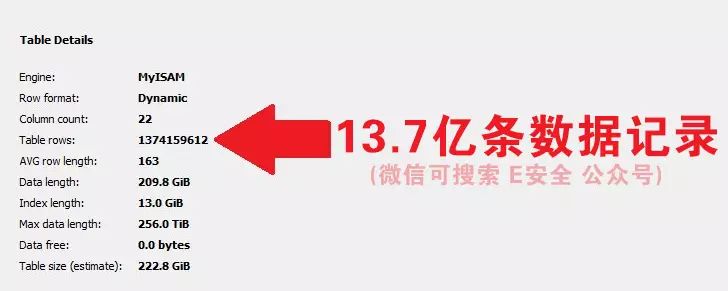 Table Details
Engine: MyISAM
Row format: Dynamic
Column count: 22
Table rows: 1374159612
AVG row length: 163
Data length: 209.8 GiB
Index length: 13.0 GiB
Max data length: 256.0 TiB
Data free: 0.0 bytes
Table size (estimate): 222.8 GiB
13.7亿条数据记录
(微信可搜索 E安全 公众号)